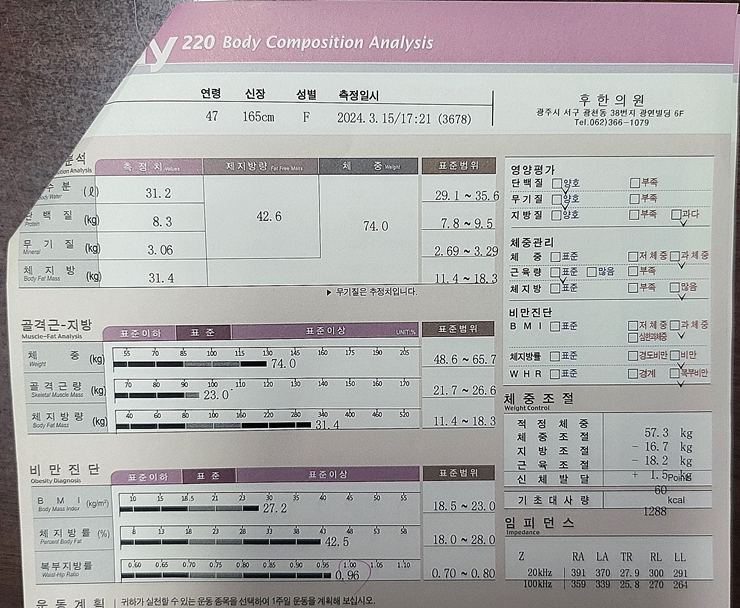 220 Body Composition Analysis
연령 신장 성별 측정일시
47 165cm F 2024.3.15/17:21 (3678)
후한의원
광주시 서구 광천동 38번지 광연빌딩 6F
Tel.062)366-1079
측정치 Values 제지방량 Fat Free Mass 체 중 Weight 표준범위
수분 (ℓ) 31.2 42.6 74.0 29.1 ~ 35.6
단백질 Protein (kg) 8.3 7.8 ~ 9.5
무기질 Mineral (kg) 3.06 2.69 ~ 3.29
체지방 Body Fat Mass (kg) 31.4 11.4 ~ 18.3
▶ 무기질은 추정치입니다.
골격근-지방
Muscle-Fat Analysis
표준이하 표준 표준이상 UNIT:% 표준범위
체 중 Weight (kg) 55 70 85 100 115 130 145 160 175 190 205
74.0 48.6 ~ 65.7
골격근량 Skeletal Muscle Mass (kg) 70 80 90 100 110 120 130 140 150 160 170
23.0 21.7 ~ 26.6
체지방량 Body Fat Mass (kg) 40 60 80 100 160 220 280 340 400 460 520
31.4 11.4 ~ 18.3
비만진단
Obesity Diagnosis
표준이하 표준 표준이상 표준범위
BMI Body Mass Index (kg/m²) 10 15 18.5 23 25 30 35 40 45 50 55
27.2 18.5 ~ 23.0
체지방률 Percent Body Fat (%) 8 13 18 23 28 33 38 43 48 53 58
42.5 18.0 ~ 28.0
복부지방률 Waist-Hip Ratio 0.60 0.65 0.70 0.75 0.80 0.85 0.90 0.95 1.00 1.05 1.10
0.96 0.70 ~ 0.80
운동계획 귀하가 실천할 수 있는 운동 종목을 선택하여 1주일 운동을 계획해 보십시오.
영양평가
단백질 양호 부족
무기질 양호 부족
지방질 양호 부족 과다
체중관리
체 중 표준 저체중 과체중
근육량 표준 많음 부족
체지방 표준 부족 많음
비만진단
BMI 표준 저체중 과체중
심한과체중
체지방률 표준 경도비만 비만
WHR 표준 경계 복부비만
체중조절
Weight Control
적정체중 57.3 kg
체중조절 - 16.7 kg
지방조절 - 18.2 kg
근육조절 + 1.5 kg
신체발달 60 Points
기초대사량 1288 kcal
임피던스
Impedance
Z RA LA TR RL LL
20kHz 391 370 27.9 300 291
100kHz 359 339 25.8 270 264